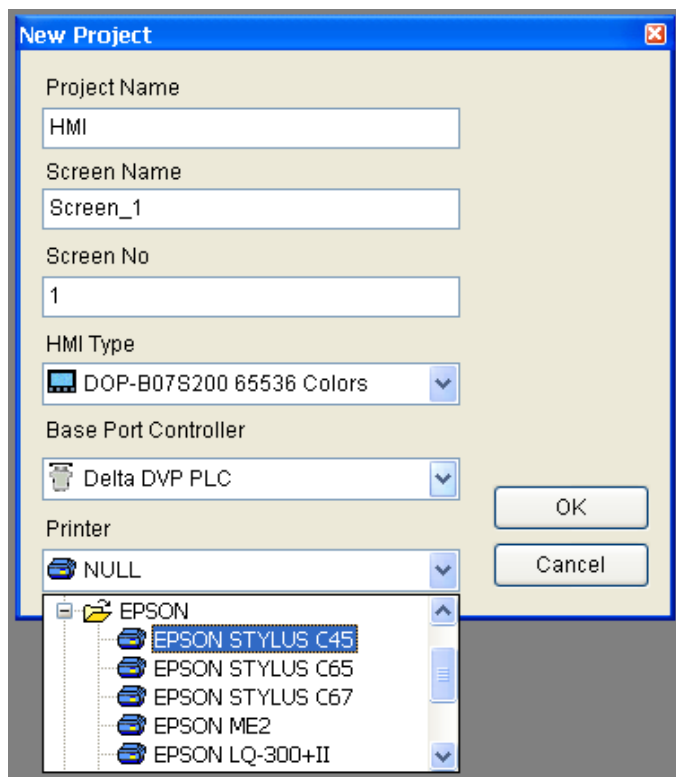 New Project
Project Name
HMI
Screen Name
Screen_1
Screen No
1
HMI Type
DOP-B07S200 65536 Colors
Base Port Controller
Delta DVP PLC
OK
Printer
NULL
Cancel
EPSON
EPSON STYLUS C45
EPSON STYLUS C65
EPSON STYLUS C67
EPSON ME2
EPSON LQ-300+II